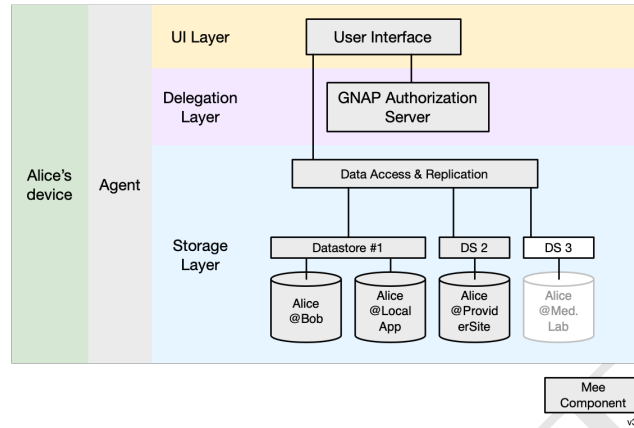 UI Layer
User Interface
Delegation
Layer
GNAP Authorization
Server
Alice's
device
Agent
Data Access & Replication
Storage
Layer
Datastore #1
DS 2
DS 3
Alice
@Bob
Alice
@Local
App
Alice
@Provid
erSite
Alice
@Med.
Lab
Mee
Component